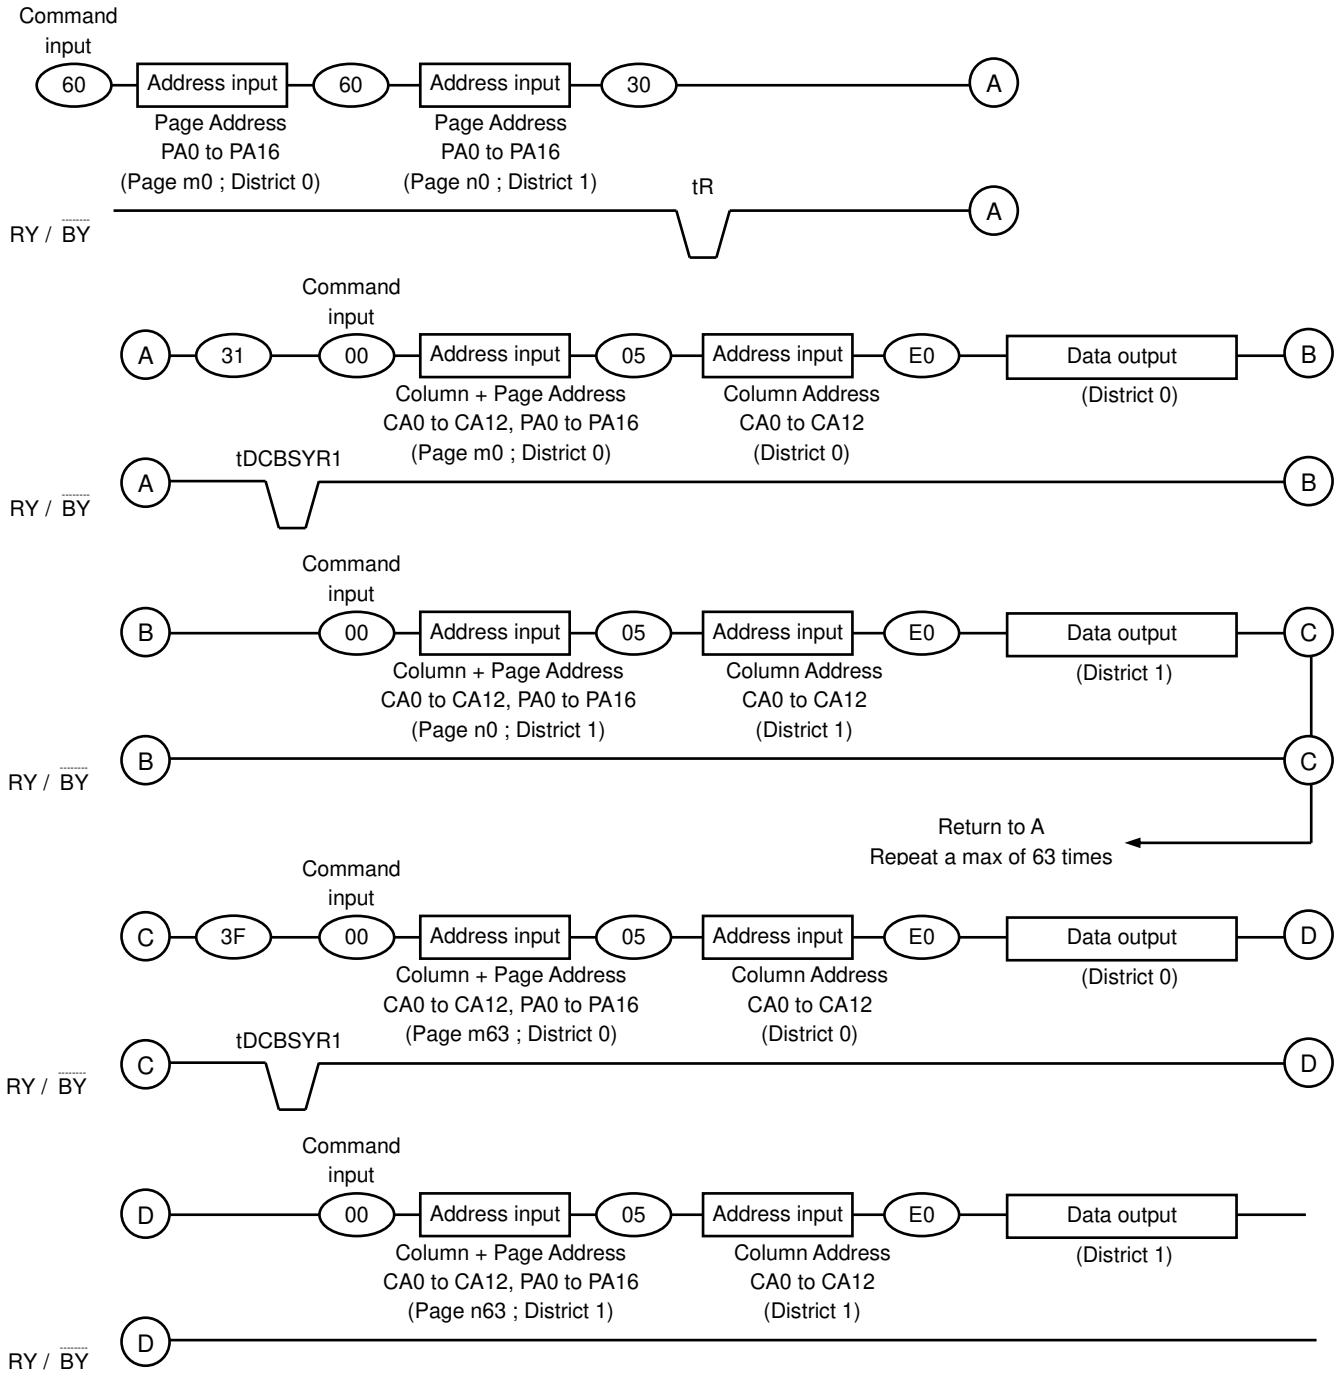 Command
input
60 Address input 60 Address input 30 A
Page Address Page Address
PA0 to PA16 PA0 to PA16
(Page m0 ; District 0) (Page n0 ; District 1)
tR
RY / BY A
Command
input
A 31 00 Address input 05 Address input E0 Data output B
Column + Page Address Column Address (District 0)
CA0 to CA12, PA0 to PA16 CA0 to CA12
(Page m0 ; District 0) (District 0)
tDCBSYR1
RY / BY A B
Command
input
B 00 Address input 05 Address input E0 Data output C
Column + Page Address Column Address (District 1)
CA0 to CA12, PA0 to PA16 CA0 to CA12
(Page n0 ; District 1) (District 1)
RY / BY B C
Return to A
Repeat a max of 63 times
Command
input
C 3F 00 Address input 05 Address input E0 Data output D
Column + Page Address Column Address (District 0)
CA0 to CA12, PA0 to PA16 CA0 to CA12
(Page m63 ; District 0) (District 0)
tDCBSYR1
RY / BY C D
Command
input
D 00 Address input 05 Address input E0 Data output
Column + Page Address Column Address (District 1)
CA0 to CA12, PA0 to PA16 CA0 to CA12
(Page n63 ; District 1) (District 1)
RY / BY D